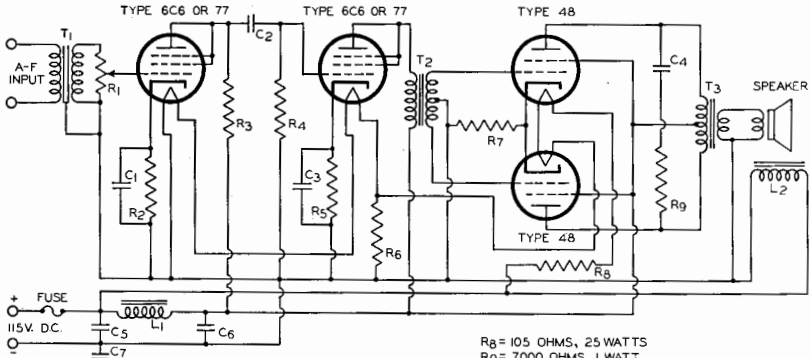 TYPE 6C6 OR 77
TYPE 6C6 OR 77
TYPE 48
T1
C2
A-F
INPUT
R1
R3
R4
T2
C4
T3
SPEAKER
R7
C1
R2
C3
R5
R6
R9
L2
TYPE 48
R8
+
FUSE
115V. D.C.
L1
C5
C6
-
C7
R8 = 105 OHMS, 25 WATTS
R9 = 7000 OHMS, 1 WATT